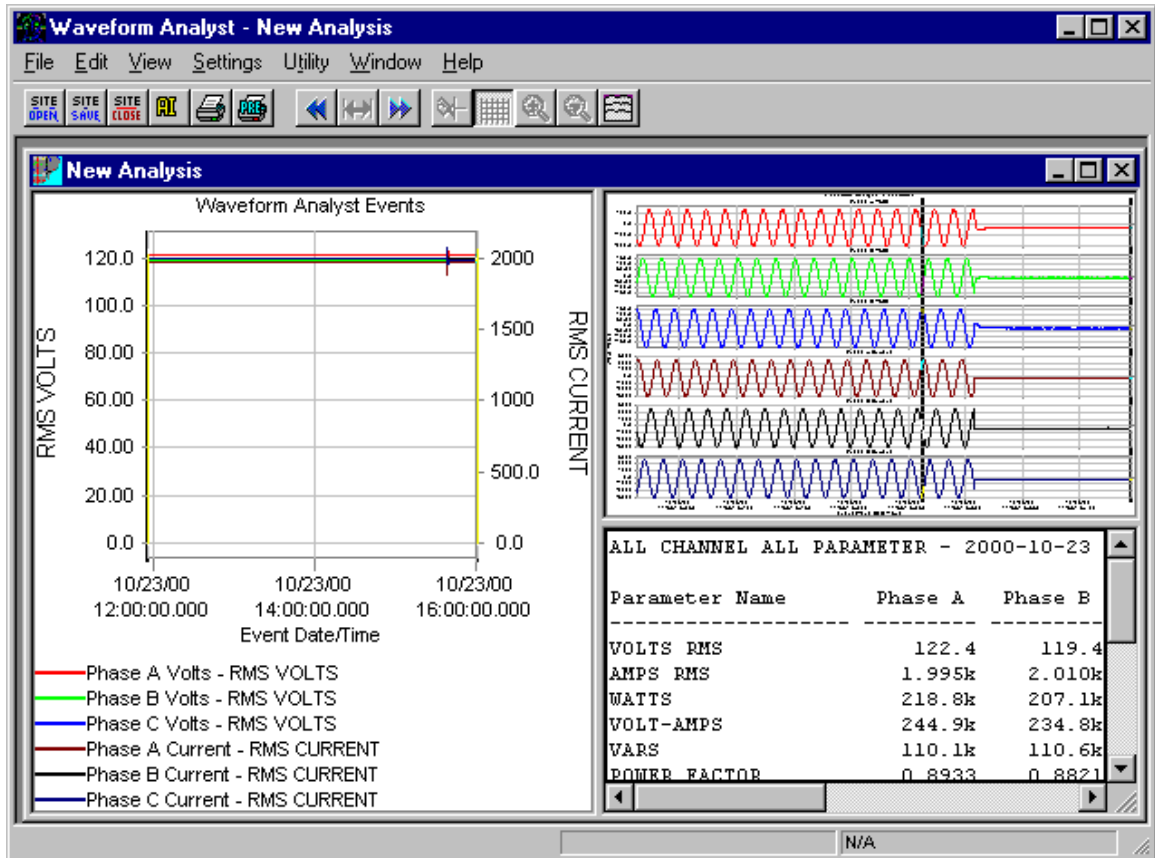 Waveform Analyst - New Analysis
File Edit View Settings Utility Window Help
SITE OPEN SITE SAVE SITE CLOSE AI PRE
New Analysis
Waveform Analyst Events
120.0
100.0
80.00
60.00
40.00
20.00
0.0
RMS VOLTS
2000
1500
1000
500.0
0.0
RMS CURRENT
10/23/00 10/23/00 10/23/00
12:00:00.000 14:00:00.000 16:00:00.000
Event Date/Time
Phase A Volts - RMS VOLTS
Phase B Volts - RMS VOLTS
Phase C Volts - RMS VOLTS
Phase A Current - RMS CURRENT
Phase B Current - RMS CURRENT
Phase C Current - RMS CURRENT
ALL CHANNEL ALL PARAMETER - 2000-10-23
Parameter Name Phase A Phase B
-------------------- --------- ---------
VOLTS RMS 122.4 119.4
AMPS RMS 1.995k 2.010k
WATTS 218.8k 207.1k
VOLT-AMPS 244.9k 234.8k
VARS 110.1k 110.6k
POWER FACTOR 0.8933 0.8821
N/A